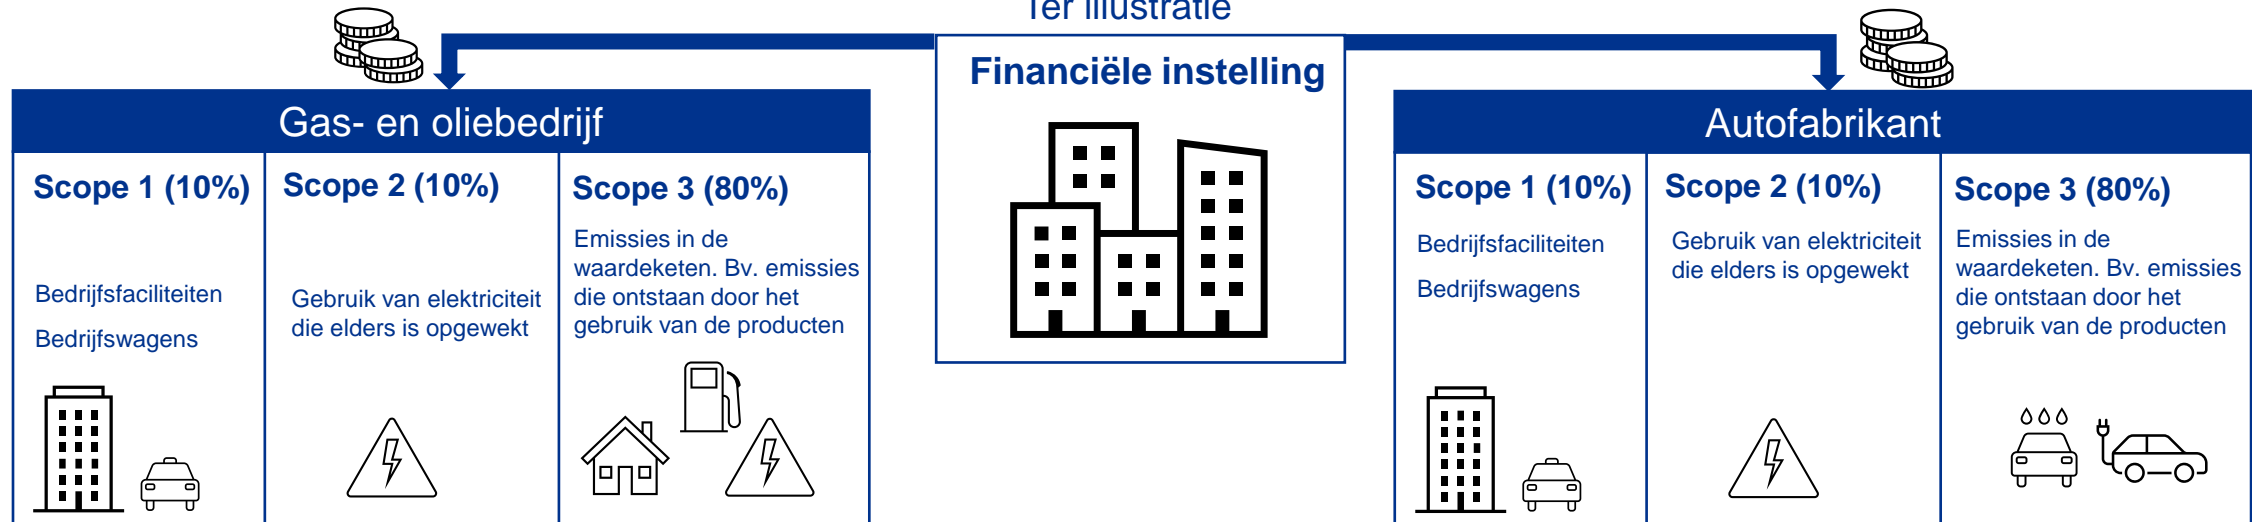 Ter illustratie
Financiële instelling
Gas- en oliebedrijf
Scope 1 (10%)
Bedrijfsfaciliteiten
Bedrijfswagens
Scope 2 (10%)
Gebruik van elektriciteit
die elders is opgewekt
Scope 3 (80%)
Emissies in de
waardeketen. Bv. emissies
die ontstaan door het
gebruik van de producten
Autofabrikant
Scope 1 (10%)
Bedrijfsfaciliteiten
Bedrijfswagens
Scope 2 (10%)
Gebruik van elektriciteit
die elders is opgewekt
Scope 3 (80%)
Emissies in de
waardeketen. Bv. emissies
die ontstaan door het
gebruik van de producten